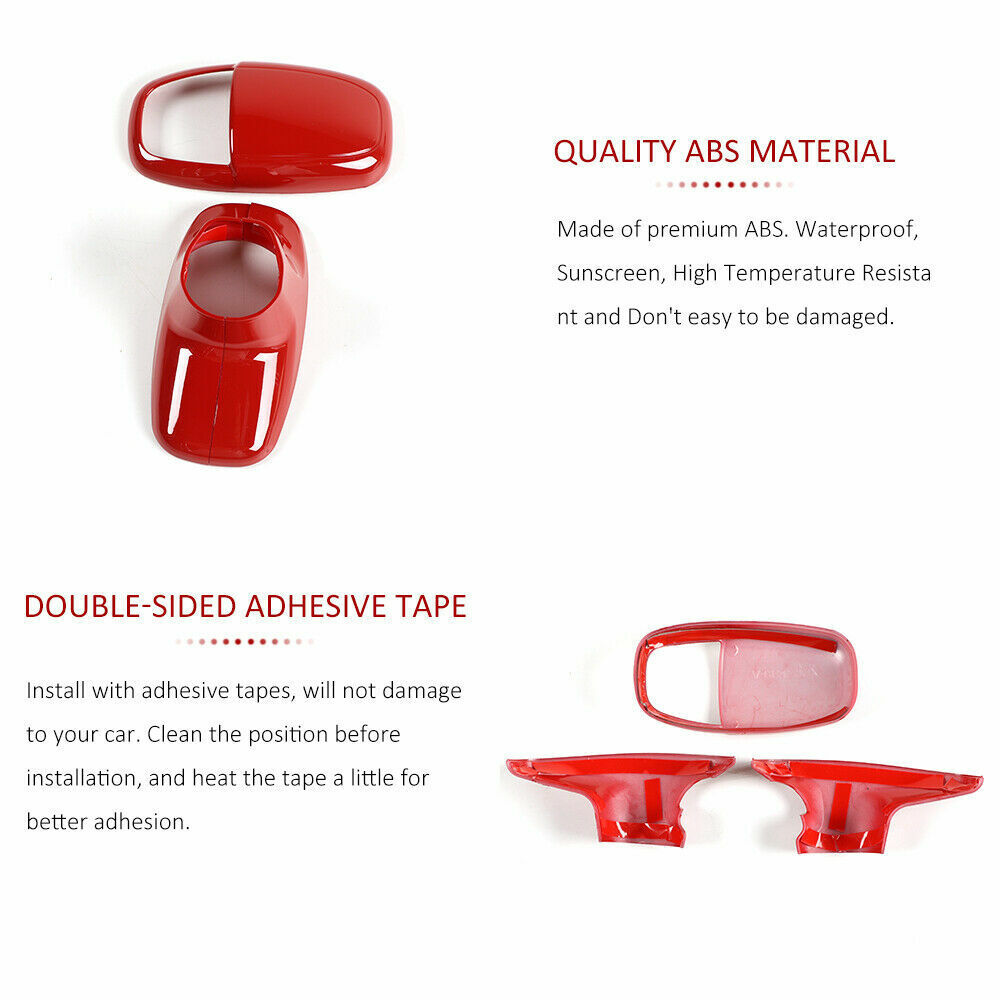 QUALITY ABS MATERIAL
Made of premium ABS. Waterproof,
Sunscreen, High Temperature Resista
nt and Don't easy to be damaged.
DOUBLE-SIDED ADHESIVE TAPE
Install with adhesive tapes, will not damage
to your car. Clean the position before
installation, and heat the tape a little for
better adhesion.